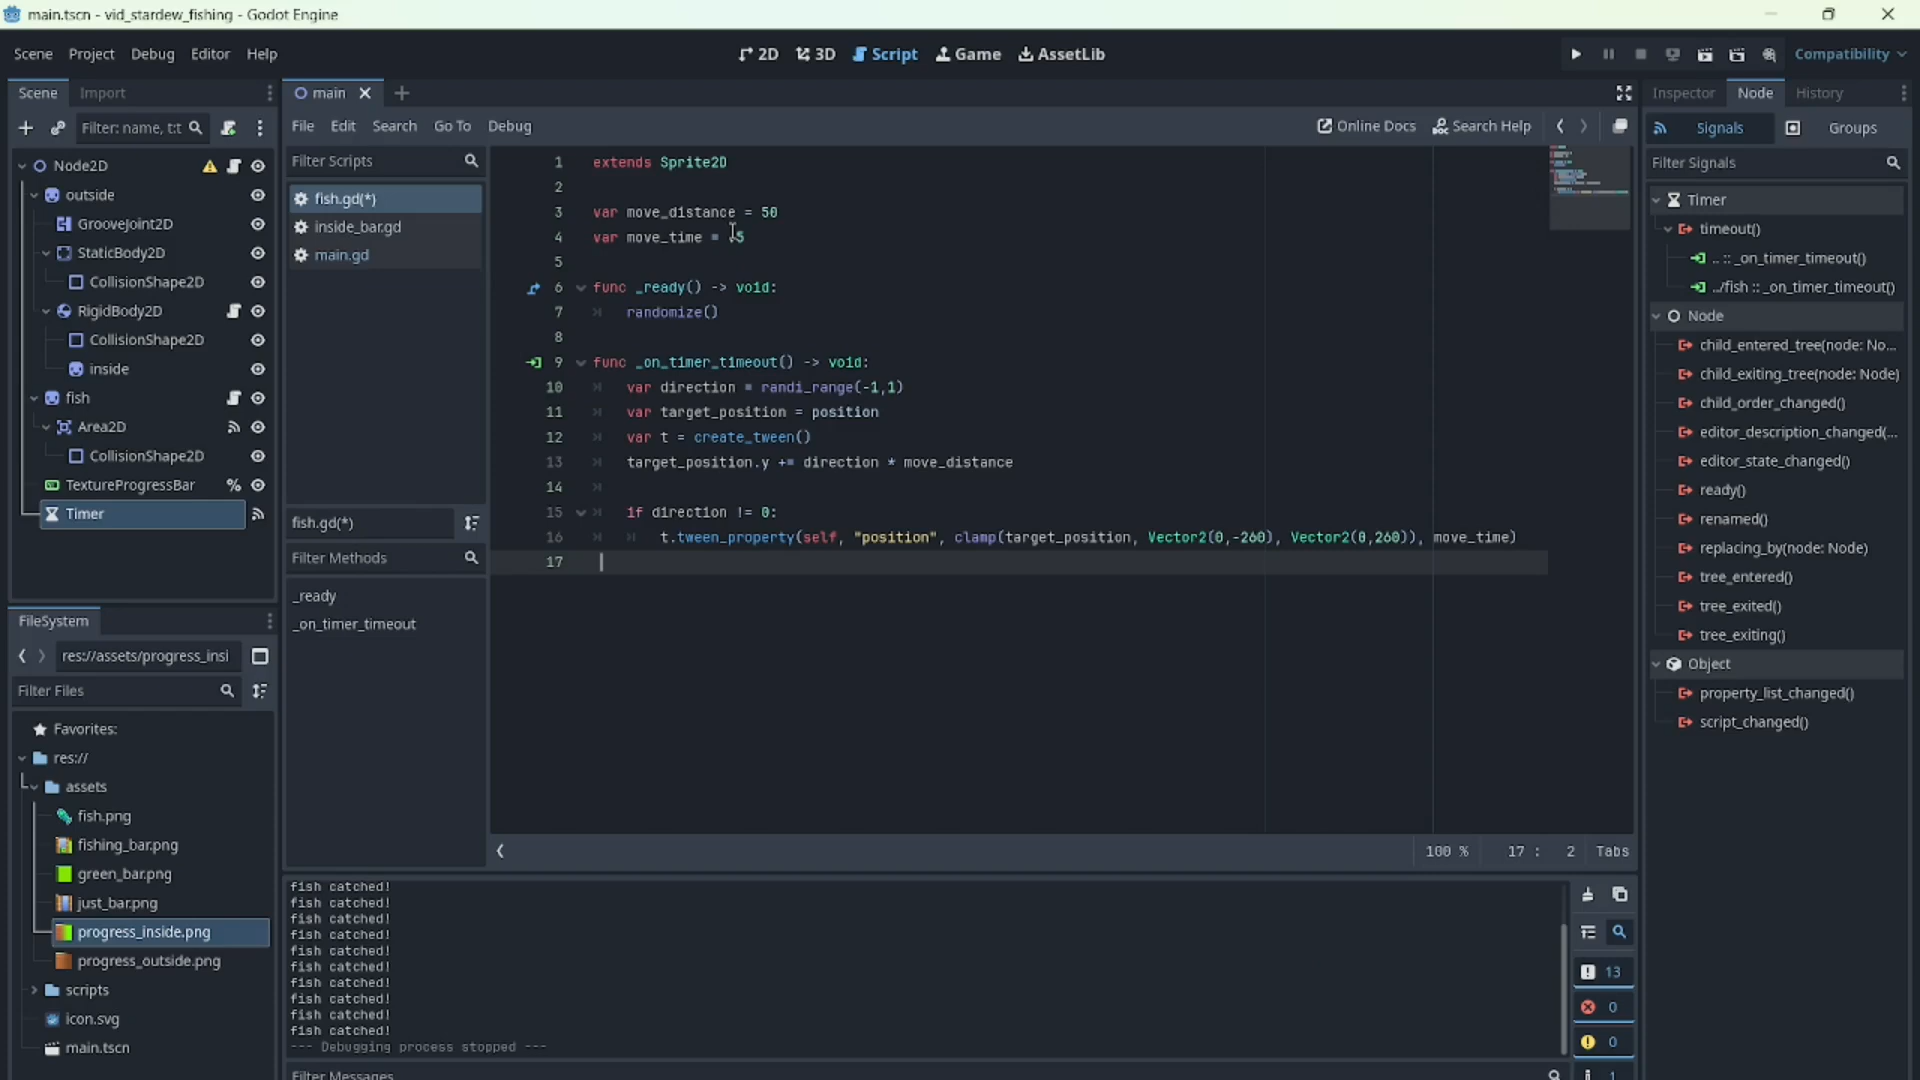 main.tscn - vid_stardew_fishing - Godot Engine
Scene Project Debug Editor Help
2D 3D Script Game AssetLib
Compatibility
Scene Import
Filter: name, t:t
Node2D
outside
GrooveJoint2D
StaticBody2D
CollisionShape2D
RigidBody2D
CollisionShape2D
inside
fish
Area2D
CollisionShape2D
TextureProgressBar
Timer
FileSystem
res://assets/progress_insi
Filter Files
Favorites:
res://
assets
fish.png
fishing_bar.png
green_bar.png
just_bar.png
progress_inside.png
progress_outside.png
scripts
icon.svg
main.tscn
main
File Edit Search Go To Debug
Online Docs Search Help
Filter Scripts
fish.gd(*)
inside_bar.gd
main.gd
fish.gd(*)
Filter Methods
_ready
_on_timer_timeout
1 extends Sprite2D
2
3 var move_distance = 50
4 var move_time =
5
6 func _ready() -> void:
7 randomize()
8
9 func _on_timer_timeout() -> void:
10 var direction = randi_range(-1,1)
11 var target_position = position
12 var t = create_tween()
13 target_position.y += direction * move_distance
14
15 if direction != 0:
16 t.tween_property(self, "position", clamp(target_position, Vector2(0,-260), Vector2(0,260)), move_time)
17
100 % 17 : 2 Tabs
fish catched!
fish catched!
fish catched!
fish catched!
fish catched!
fish catched!
fish catched!
fish catched!
fish catched!
fish catched!
--- Debugging process stopped ---
Filter Messages
13
0
0
1
Inspector Node History
Signals Groups
Filter Signals
Timer
timeout()
.. :: _on_timer_timeout()
../fish :: _on_timer_timeout()
Node
child_entered_tree(node: No...
child_exiting_tree(node: Node)
child_order_changed()
editor_description_changed(...
editor_state_changed()
ready()
renamed()
replacing_by(node: Node)
tree_entered()
tree_exited()
tree_exiting()
Object
property_list_changed()
script_changed()